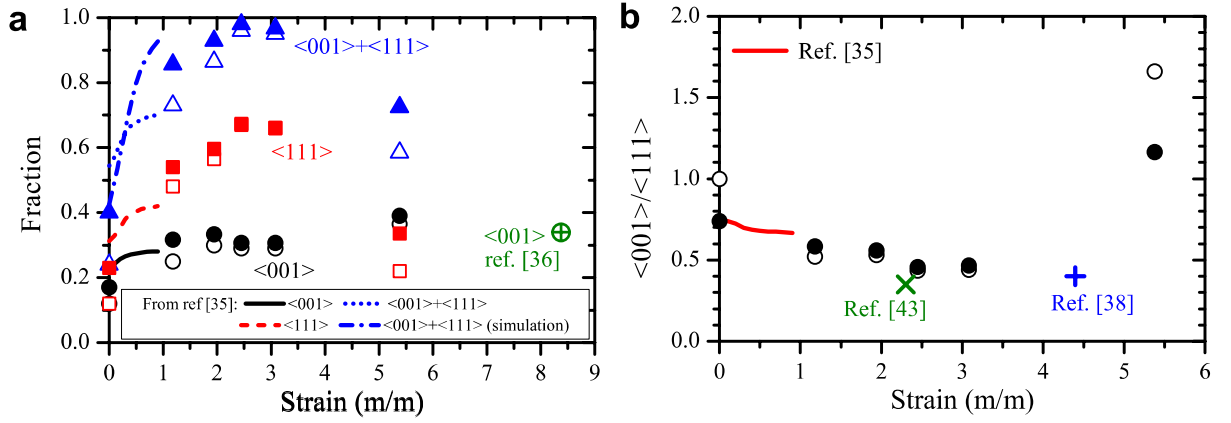 a
1.0
0.8
0.6
0.4
0.2
0.0
Fraction
<001>+<111>
<111>
<001>
<001>
ref. [36]
From ref [35]: <001> <001>+<111>
<111> <001>+<111> (simulation)
0 1 2 3 4 5 6 7 8 9
Strain (m/m)
b
2.0
1.5
1.0
0.5
0.0
<001>/<111>
Ref. [35]
Ref. [43]
Ref. [38]
0 1 2 3 4 5 6
Strain (m/m)